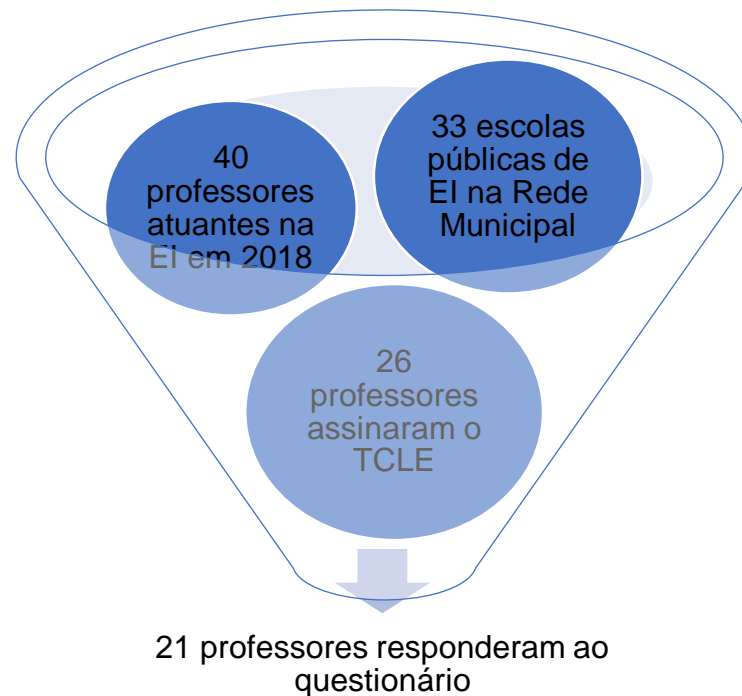 40
professores
atuantes na
EI em 2018
33 escolas
públicas de
EI na Rede
Municipal
26
professores
assinaram o
TCLE
21 professores responderam ao
questionário